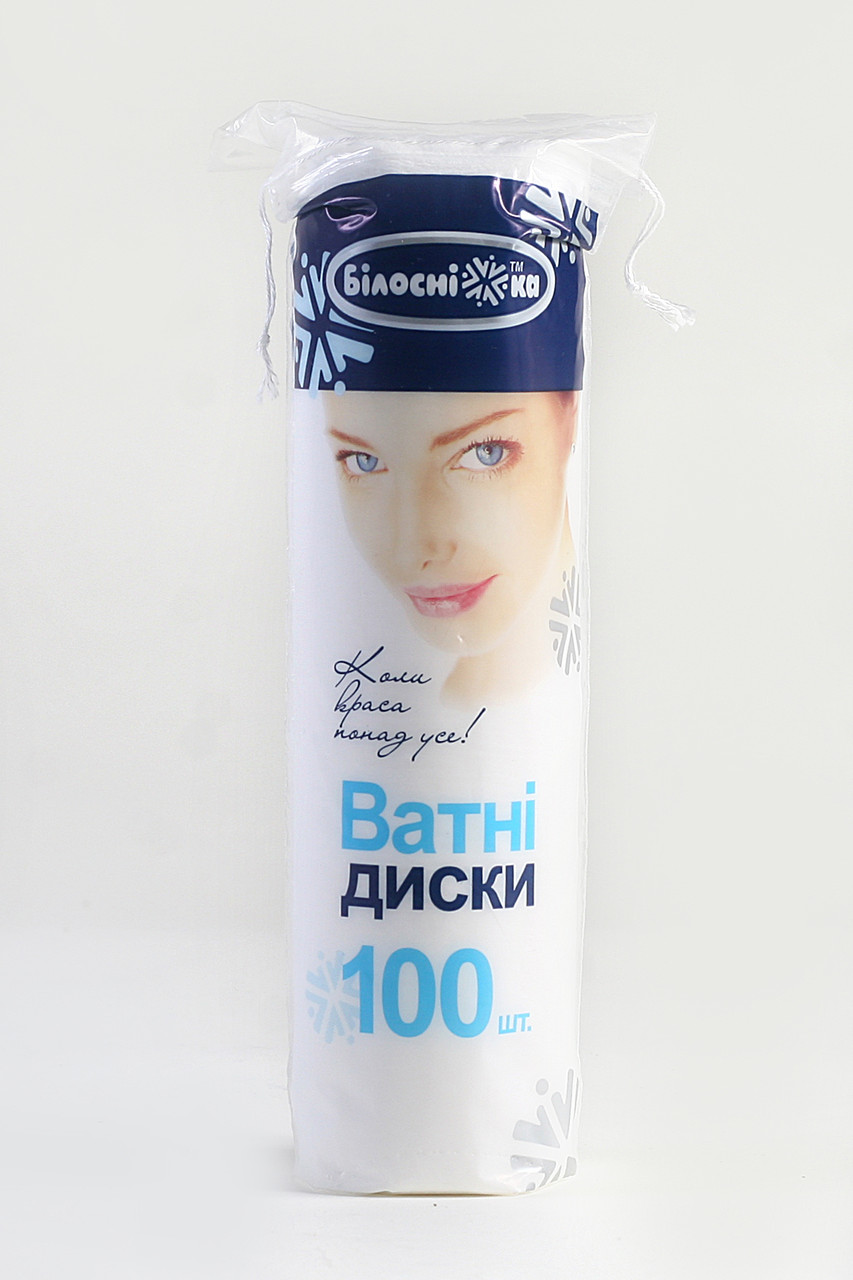 Білосніжка™
Коли
краса
понад усе!
Ватні
диски
100 шт.